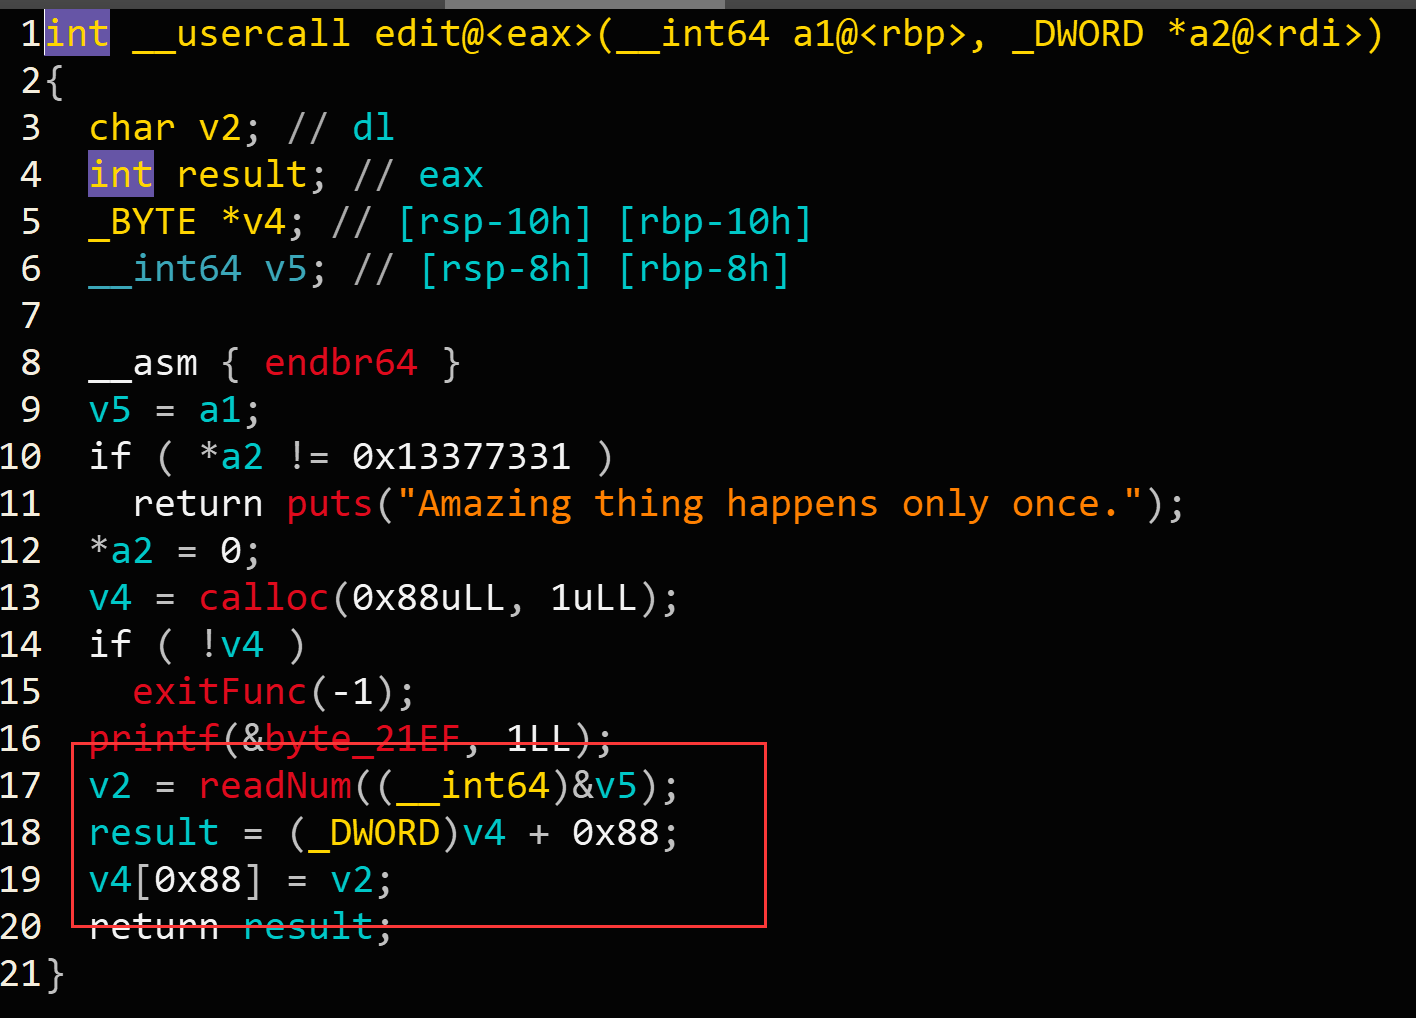 1 int __usercall edit@<eax>(__int64 a1@<rbp>, _DWORD *a2@<rdi>)
2 {
3   char v2; // dl
4   int result; // eax
5   _BYTE *v4; // [rsp-10h] [rbp-10h]
6   __int64 v5; // [rsp-8h] [rbp-8h]
7
8   __asm { endbr64 }
9   v5 = a1;
10   if ( *a2 != 0x13377331 )
11     return puts("Amazing thing happens only once.");
12   *a2 = 0;
13   v4 = calloc(0x88uLL, 1uLL);
14   if ( !v4 )
15     exitFunc(-1);
16   printf(&byte_21EF, 1LL);
17   v2 = readNum((__int64)&v5);
18   result = (_DWORD)v4 + 0x88;
19   v4[0x88] = v2;
20   return result;
21 }